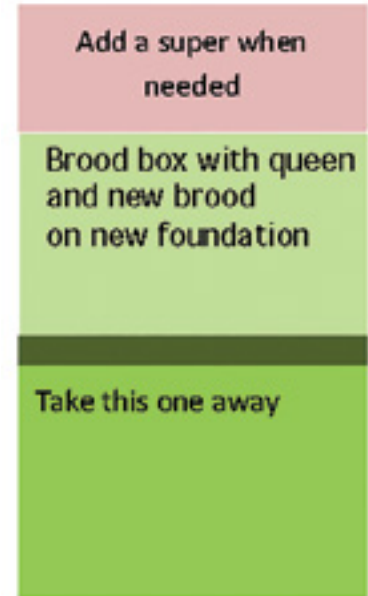 Add a super when
needed
Brood box with queen
and new brood
on new foundation
Take this one away